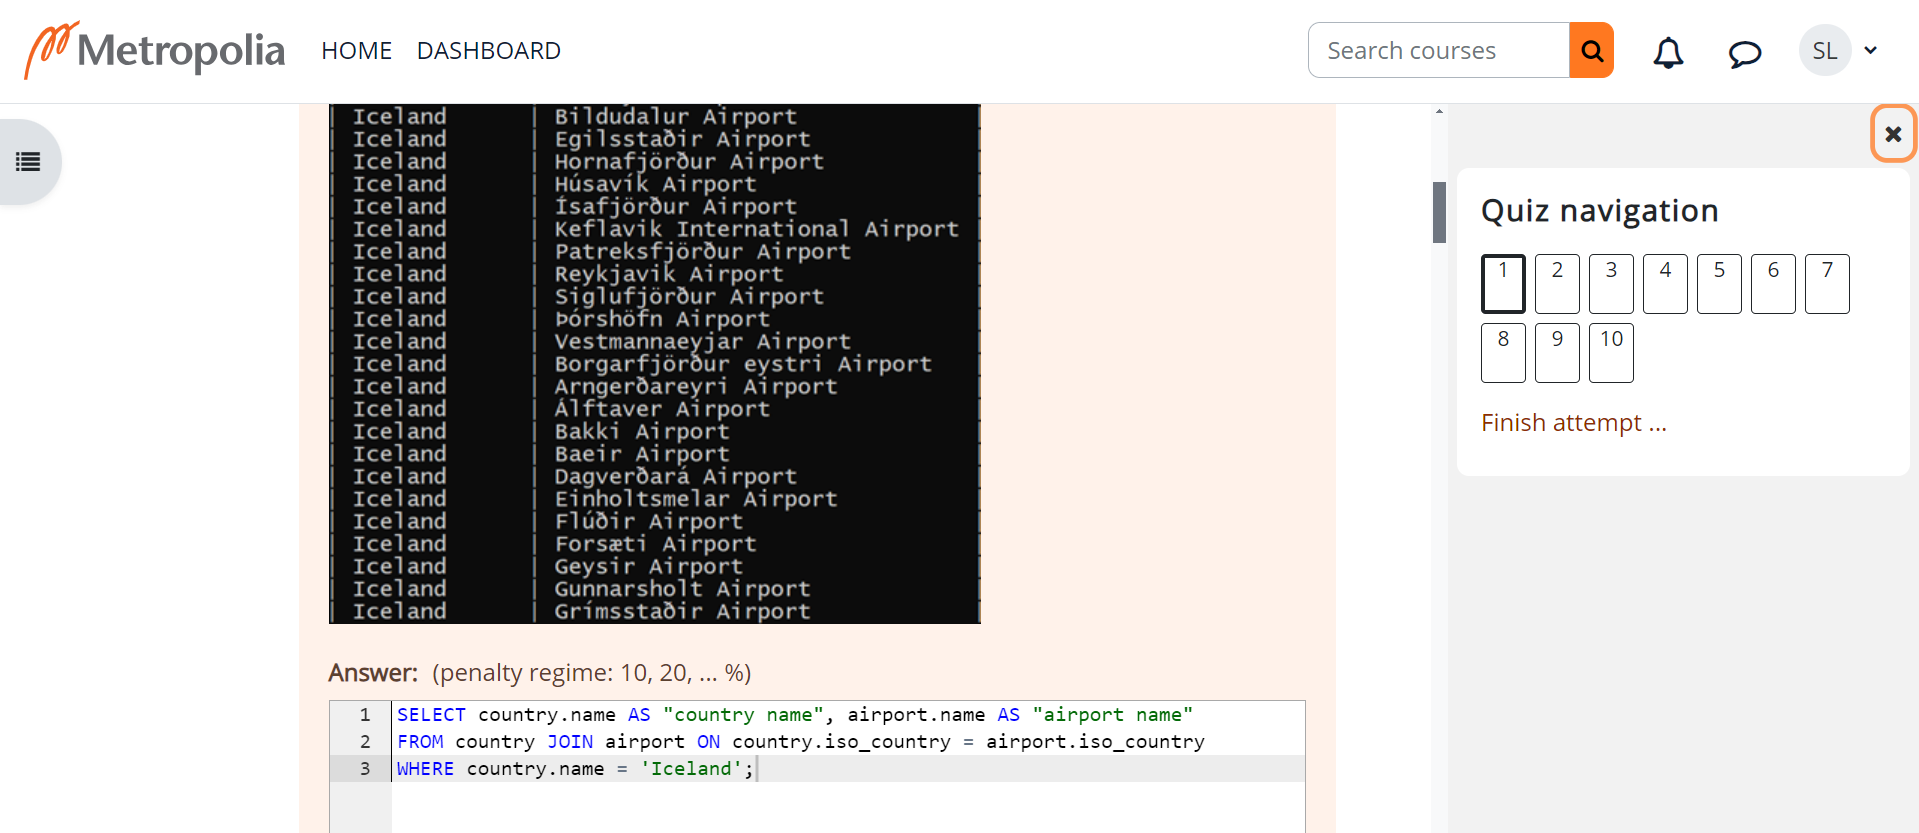 Metropolia HOME DASHBOARD Search courses SL
| Iceland | Bíldudalur Airport |
| Iceland | Egilsstaðir Airport |
| Iceland | Hornafjörður Airport |
| Iceland | Húsavík Airport |
| Iceland | Ísafjörður Airport |
| Iceland | Keflavik International Airport |
| Iceland | Patreksfjörður Airport |
| Iceland | Reykjavik Airport |
| Iceland | Siglufjörður Airport |
| Iceland | Þórshöfn Airport |
| Iceland | Vestmannaeyjar Airport |
| Iceland | Borgarfjörður eystri Airport |
| Iceland | Arngerðareyri Airport |
| Iceland | Álftaver Airport |
| Iceland | Bakki Airport |
| Iceland | Baeir Airport |
| Iceland | Dagverðará Airport |
| Iceland | Einholtsmelar Airport |
| Iceland | Flúðir Airport |
| Iceland | Forsæti Airport |
| Iceland | Geysir Airport |
| Iceland | Gunnarsholt Airport |
| Iceland | Grímsstaðir Airport |
Answer: (penalty regime: 10, 20, ... %)
1 SELECT country.name AS "country name", airport.name AS "airport name"
2 FROM country JOIN airport ON country.iso_country = airport.iso_country
3 WHERE country.name = 'Iceland';
Quiz navigation
1 2 3 4 5 6 7
8 9 10
Finish attempt ...